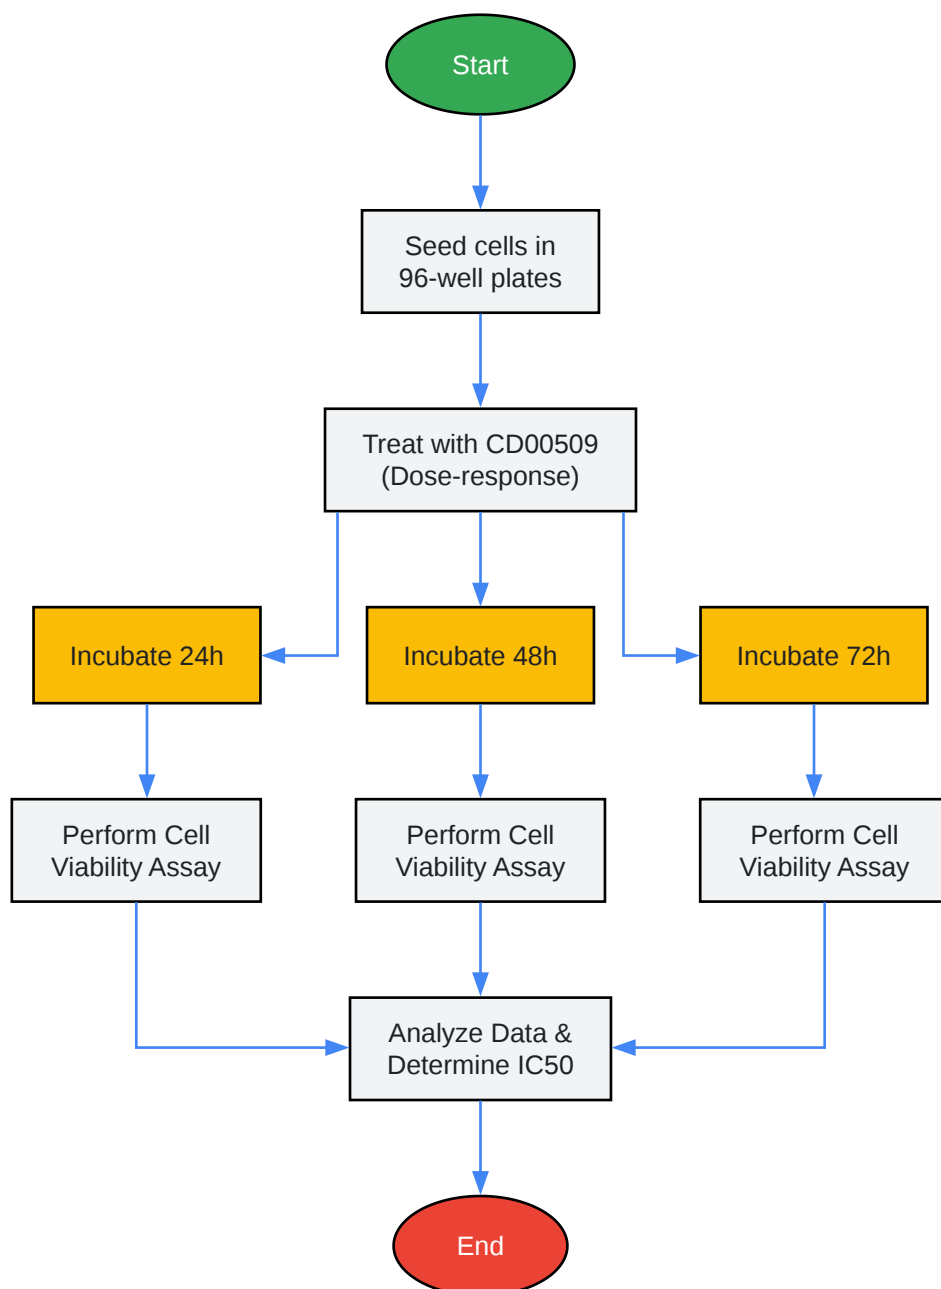 Start
Seed cells in
96-well plates
Treat with CD00509
(Dose-response)
Incubate 24h
Incubate 48h
Incubate 72h
Perform Cell
Viability Assay
Perform Cell
Viability Assay
Perform Cell
Viability Assay
Analyze Data &
Determine IC50
End